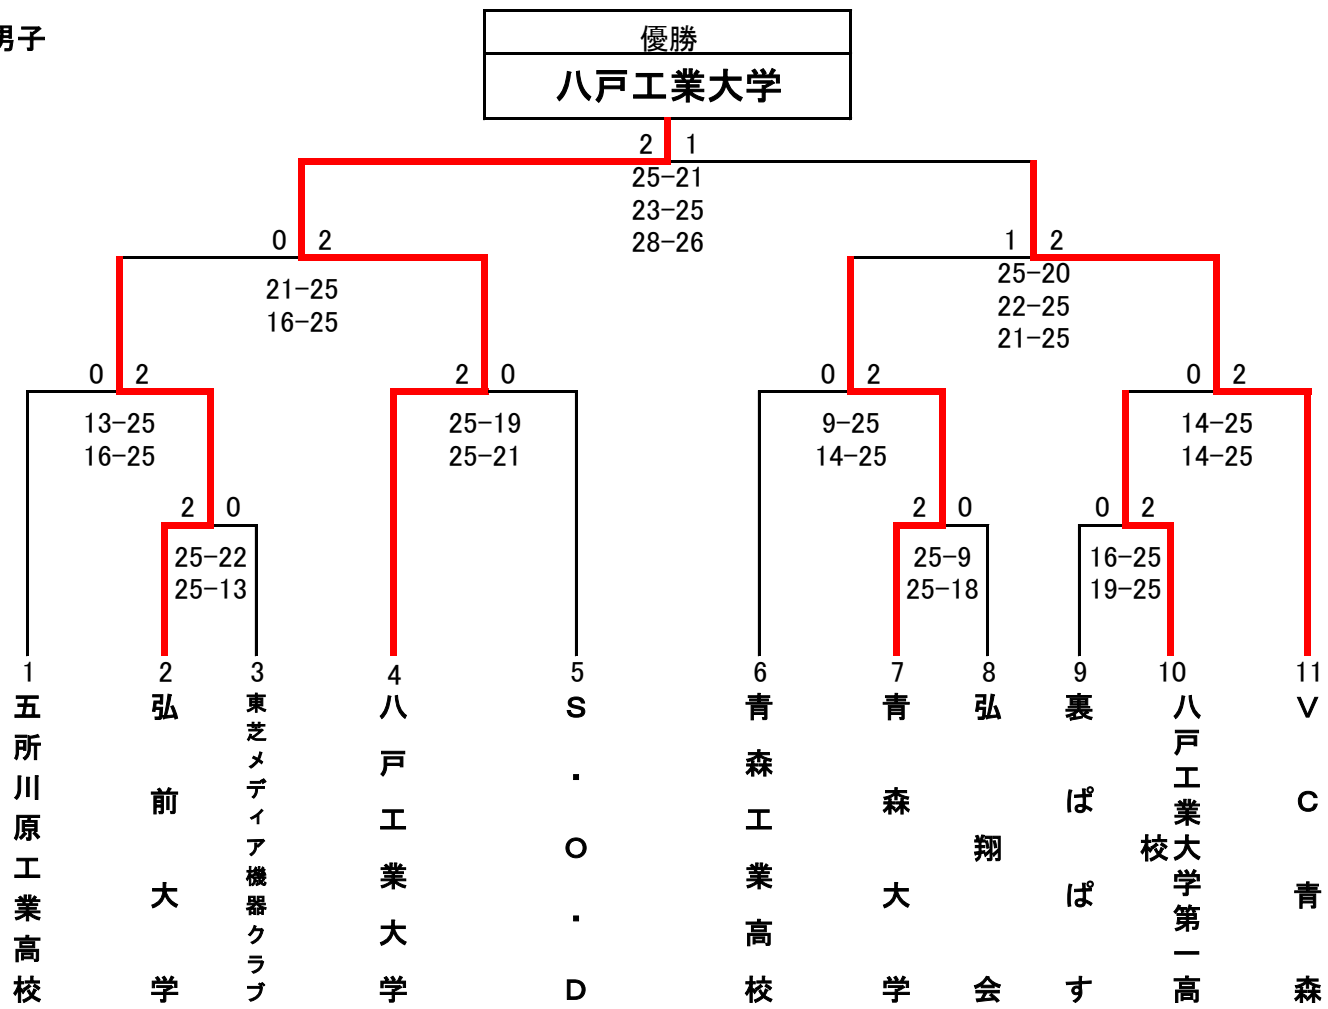 男子
優勝
八戸工業大学
2 1
25-21
23-25
28-26
0 2
21-25
16-25
1 2
25-20
22-25
21-25
0 2
13-25
16-25
2 0
25-19
25-21
0 2
9-25
14-25
0 2
14-25
14-25
2 0
25-22
25-13
2 0
25-9
25-18
0 2
16-25
19-25
1 2 3 4 5 6 7 8 9 10 11
五所川原工業高校
弘前大学
東芝メディア機器クラブ
八戸工業大学
S・O・D
青森工業高校
青森大学
弘翔会
裏ぱぱす
八戸工業大学第一高校
VC青森